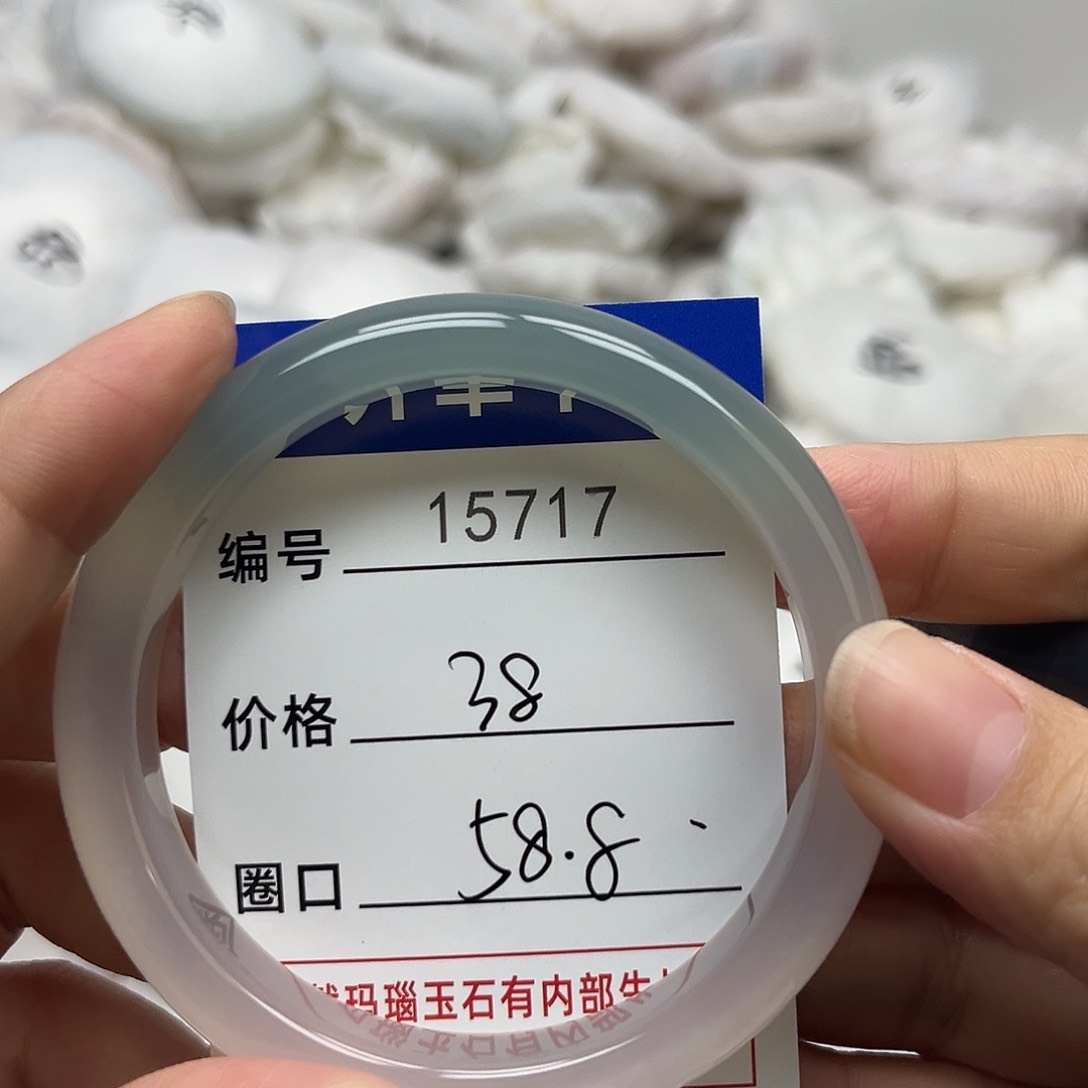 编号 15717
价格 38
圈口 58.8
玛瑙玉石有内部生